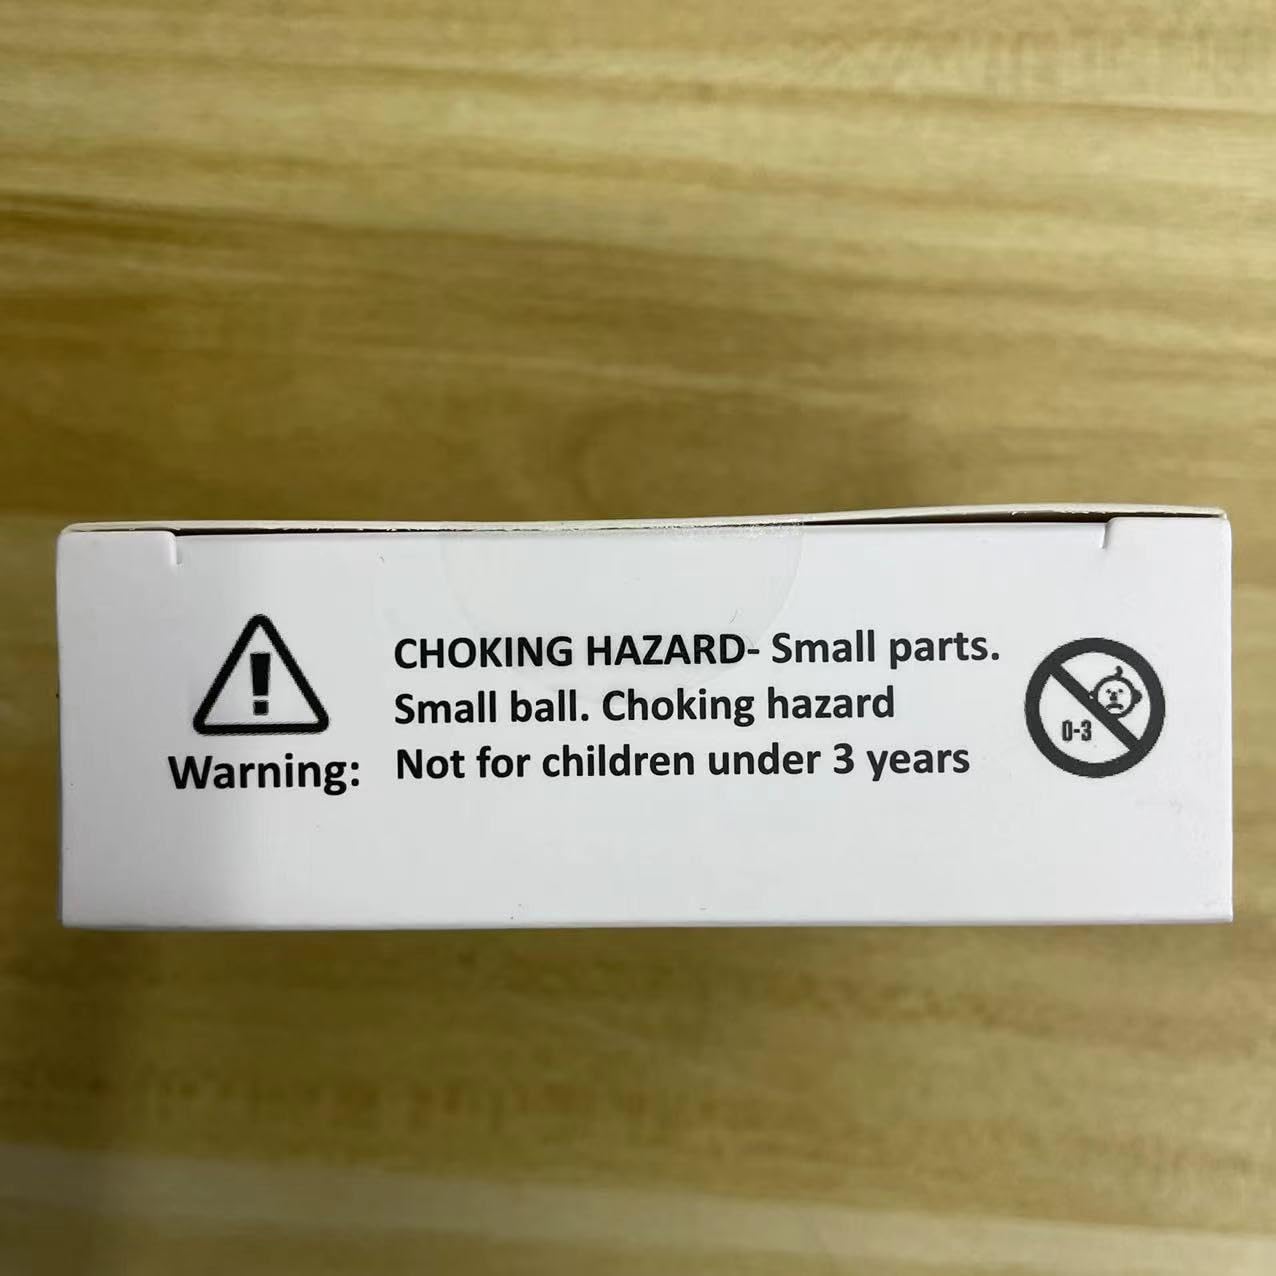 CHOKING HAZARD- Small parts.
Small ball. Choking hazard
Warning: Not for children under 3 years
0-3